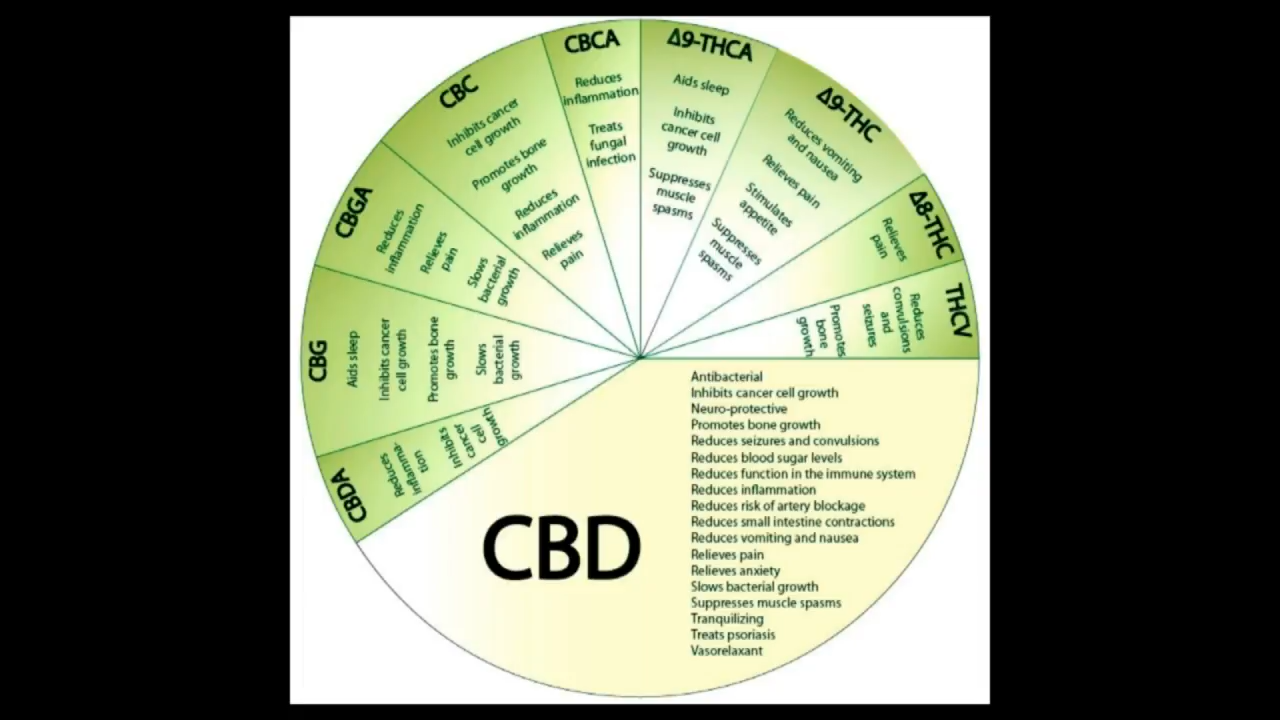 CBCA
Reduces
inflammation
Treats
fungal
infection
Δ9-THCA
Aids sleep
Inhibits
cancer cell
growth
Suppresses
muscle
spasms
Δ9-THC
Reduces vomiting
and nausea
Relieves pain
Stimulates
appetite
Suppresses
muscle
spasms
Δ8-THC
Relieves
pain
THCV
Reduces
convulsions
and
seizures
Promotes
bone
growth
CBC
Inhibits cancer
cell growth
Promotes bone
growth
Reduces
inflammation
Relieves
pain
CBGA
Reduces
inflammation
Relieves
pain
Slows
bacterial
growth
CBG
Aids sleep
Inhibits cancer
cell growth
Promotes bone
growth
Slows
bacterial
growth
CBDA
Reduces
inflamma-
tion
Inhibits
cancer
cell
growth
CBD
Antibacterial
Inhibits cancer cell growth
Neuro-protective
Promotes bone growth
Reduces seizures and convulsions
Reduces blood sugar levels
Reduces function in the immune system
Reduces inflammation
Reduces risk of artery blockage
Reduces small intestine contractions
Reduces vomiting and nausea
Relieves pain
Relieves anxiety
Slows bacterial growth
Suppresses muscle spasms
Tranquilizing
Treats psoriasis
Vasorelaxant